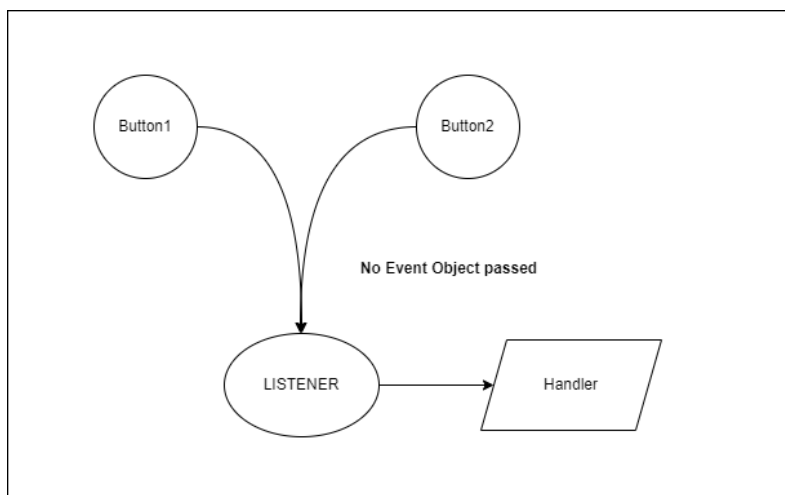 Button1
Button2
No Event Object passed
LISTENER
Handler